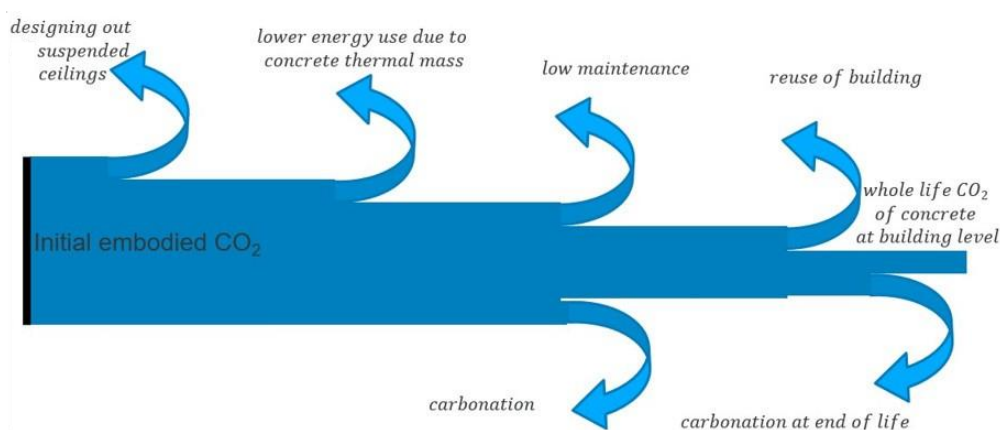 designing out
suspended
ceilings
lower energy use due to
concrete thermal mass
low maintenance
reuse of building
whole life CO₂
of concrete
at building level
Initial embodied CO₂
carbonation
carbonation at end of life